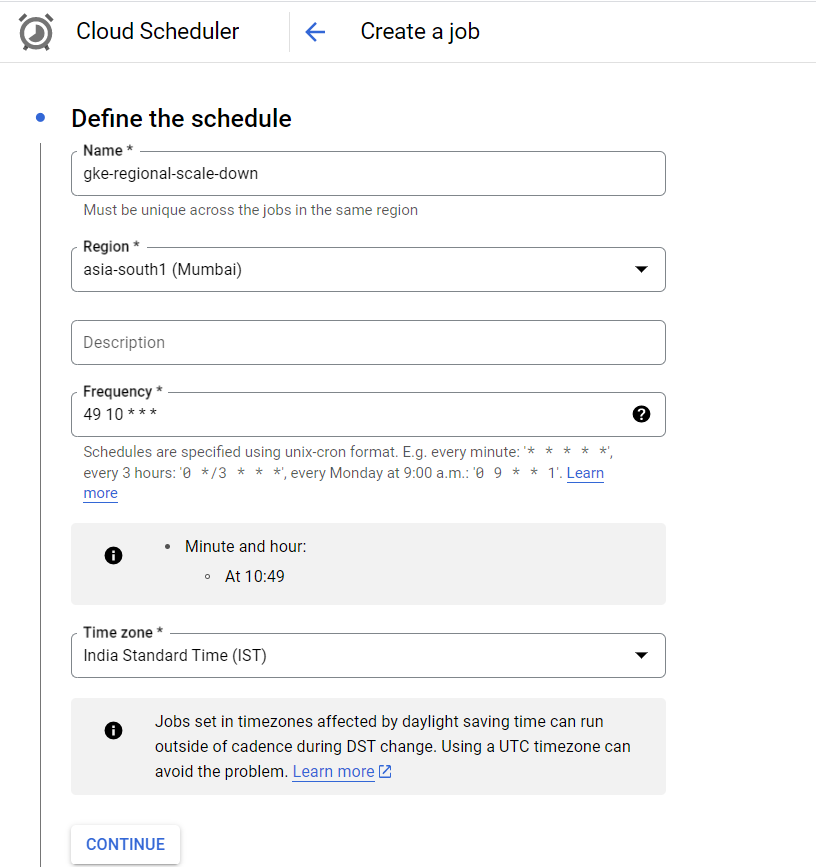 Cloud Scheduler
Create a job
Define the schedule
Name *
gke-regional-scale-down
Must be unique across the jobs in the same region
Region *
asia-south1 (Mumbai)
Description
Frequency *
49 10 * * *
Schedules are specified using unix-cron format. E.g. every minute: '* * * * *',
every 3 hours: '0 */3 * * *', every Monday at 9:00 a.m.: '0 9 * * 1'. Learn
more
Minute and hour:
At 10:49
Time zone *
India Standard Time (IST)
Jobs set in timezones affected by daylight saving time can run
outside of cadence during DST change. Using a UTC timezone can
avoid the problem. Learn more
CONTINUE